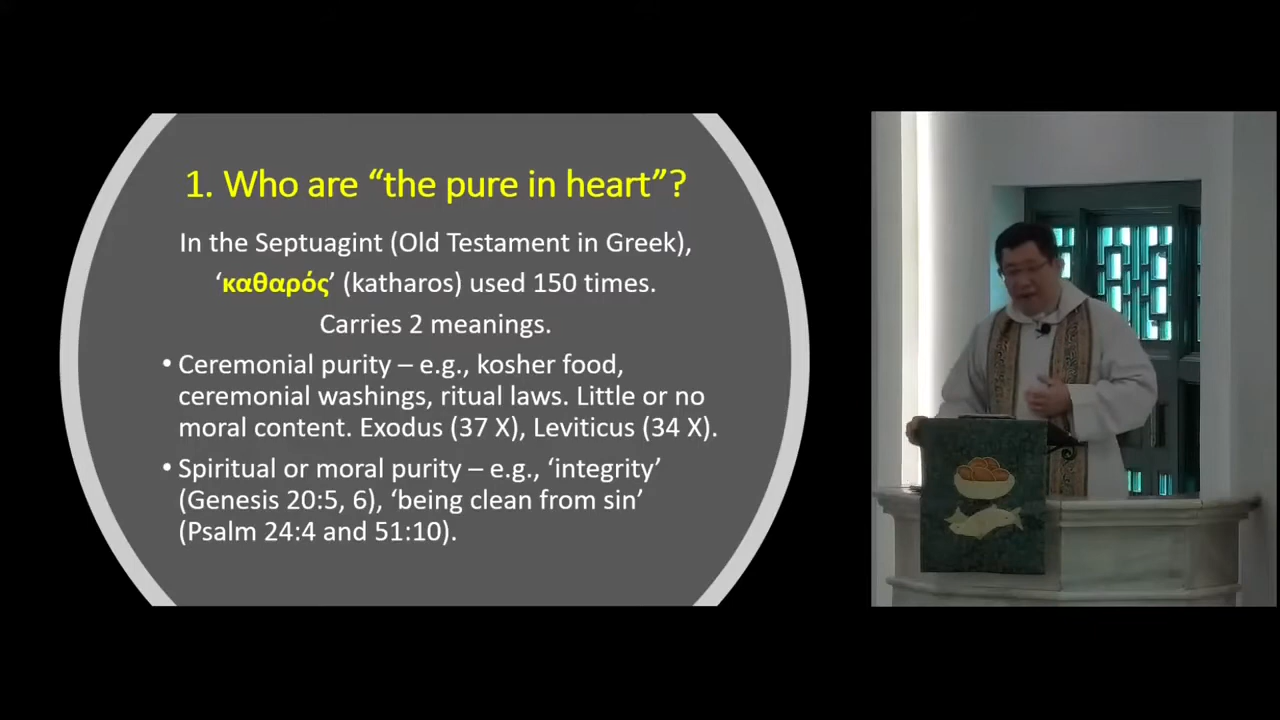 1. Who are “the pure in heart”?
In the Septuagint (Old Testament in Greek),
‘καθαρός’ (katharos) used 150 times.
Carries 2 meanings.
• Ceremonial purity – e.g., kosher food,
ceremonial washings, ritual laws. Little or no
moral content. Exodus (37 X), Leviticus (34 X).
• Spiritual or moral purity – e.g., ‘integrity’
(Genesis 20:5, 6), ‘being clean from sin’
(Psalm 24:4 and 51:10).